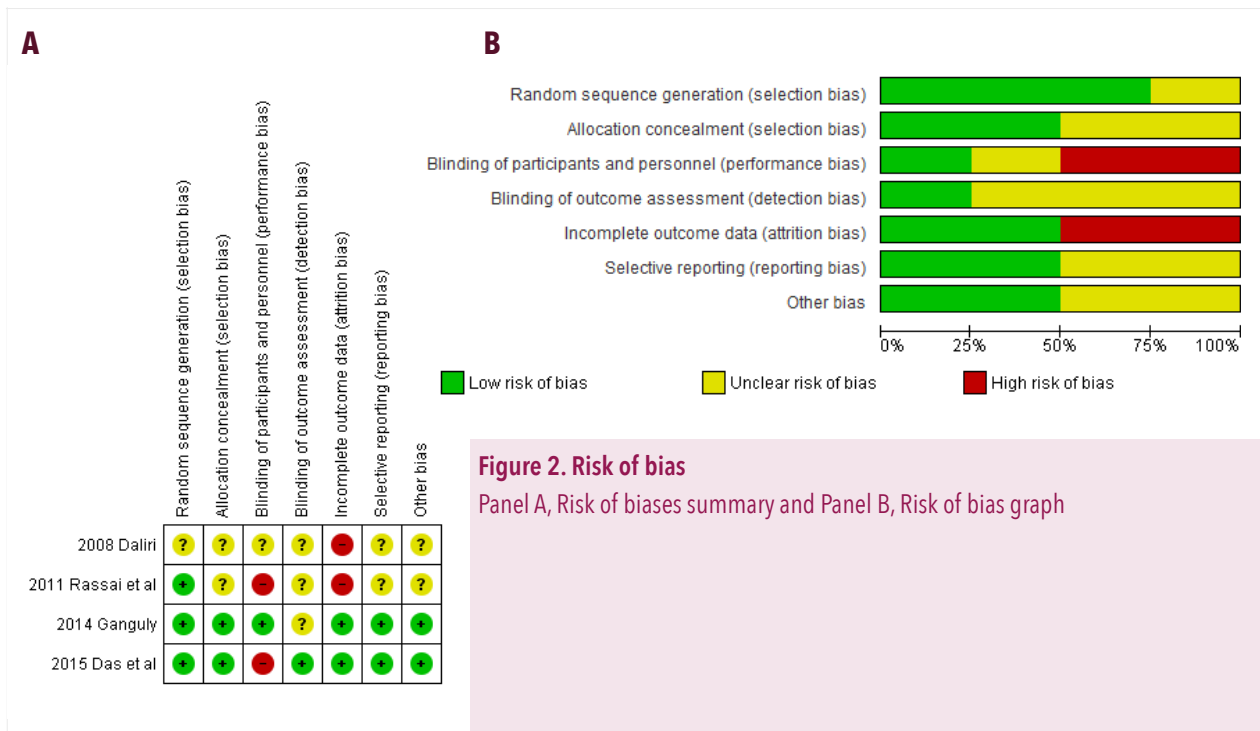 A
Random sequence generation (selection bias)
Allocation concealment (selection bias)
Blinding of participants and personnel (performance bias)
Blinding of outcome assessment (detection bias)
Incomplete outcome data (attrition bias)
Selective reporting (reporting bias)
Other bias
2008 Daliri ? ? ? ? - ? ?
2011 Rassai et al + ? - ? - ? ?
2014 Ganguly + + + ? + + +
2015 Das et al + + - + + + +
B
Random sequence generation (selection bias)
Allocation concealment (selection bias)
Blinding of participants and personnel (performance bias)
Blinding of outcome assessment (detection bias)
Incomplete outcome data (attrition bias)
Selective reporting (reporting bias)
Other bias
0% 25% 50% 75% 100%
Low risk of bias Unclear risk of bias High risk of bias
Figure 2. Risk of bias
Panel A, Risk of biases summary and Panel B, Risk of bias graph